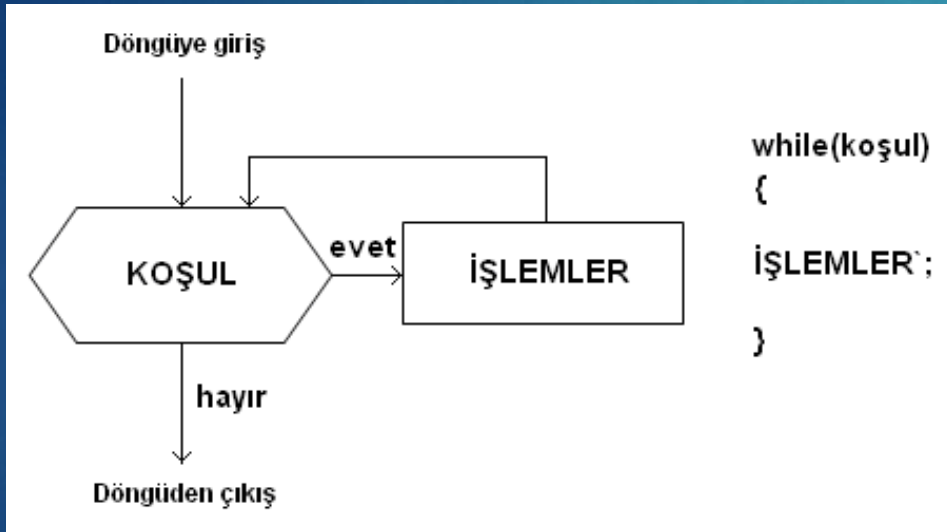 Döngüye giriş
KOŞUL
evet
İŞLEMLER
hayır
Döngüden çıkış
while(koşul)
{
İŞLEMLER`;
}